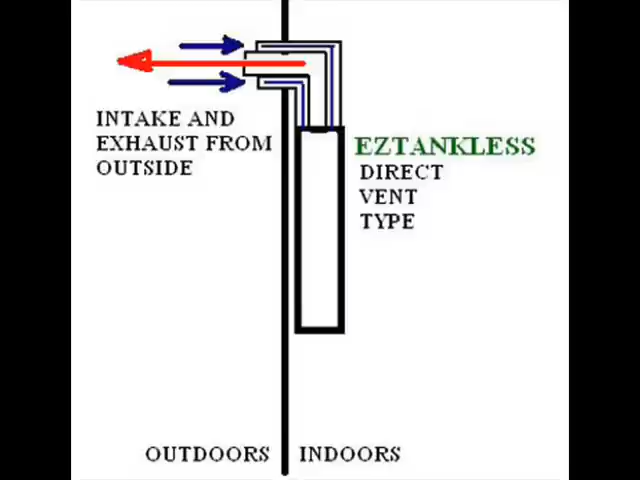 INTAKE AND
EXHAUST FROM
OUTSIDE
EZTANKLESS
DIRECT
VENT
TYPE
OUTDOORS
INDOORS